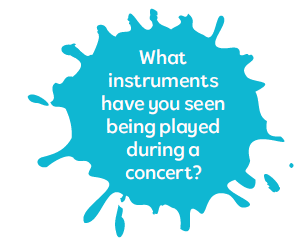 What
instruments
have you seen
being played
during a
concert?